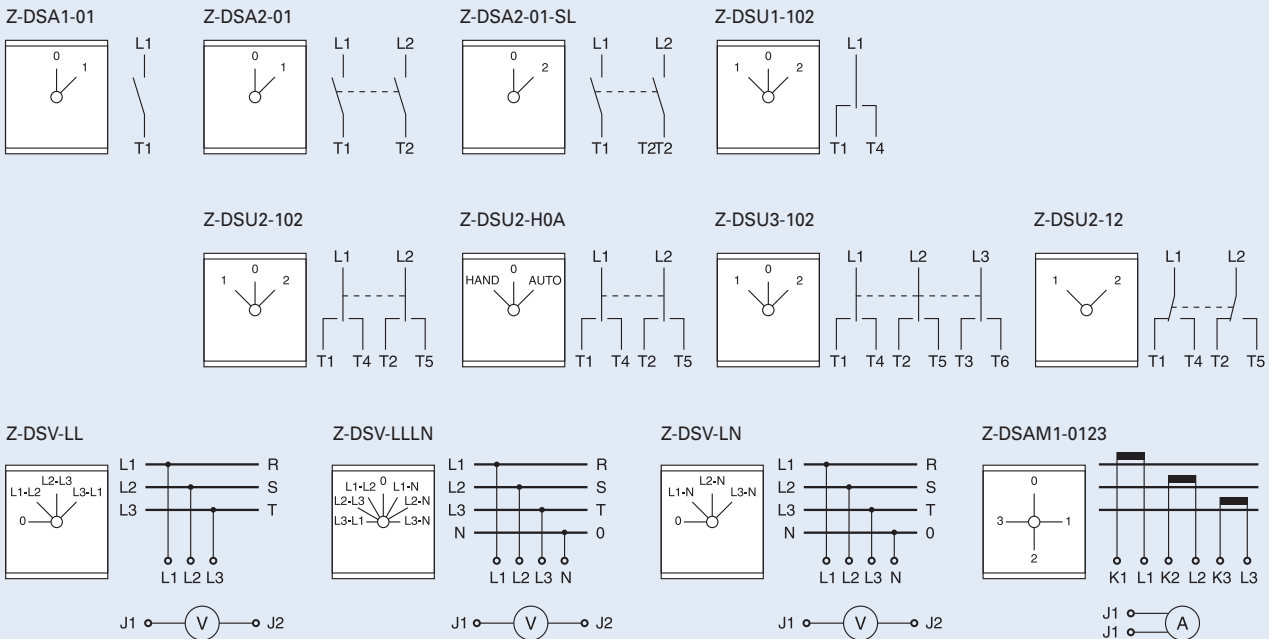 Z-DSA1-01
Z-DSA2-01
Z-DSA2-01-SL
Z-DSU1-102
0
1
L1
T1
0
1
L1 L2
T1 T2
0
2
L1 L2
T1 T2T2
1 0 2
L1
T1 T4
Z-DSU2-102
Z-DSU2-H0A
Z-DSU3-102
Z-DSU2-12
1 0 2
L1 L2
T1 T4 T2 T5
HAND 0 AUTO
L1 L2
T1 T4 T2 T5
1 0 2
L1 L2 L3
T1 T4 T2 T5 T3 T6
1 2
L1 L2
T1 T4 T2 T5
Z-DSV-LL
Z-DSV-LLLN
Z-DSV-LN
Z-DSAM1-0123
L2-L3
L1-L2 L3-L1
0
L1 R
L2 S
L3 T
L1 L2 L3
J1 V J2
0
L1-L2 L1-N
L2-L3 L2-N
L3-L1 L3-N
L1 R
L2 S
L3 T
N 0
L1 L2 L3 N
J1 V J2
L2-N
L1-N L3-N
0
L1 R
L2 S
L3 T
N 0
L1 L2 L3 N
J1 V J2
0
3 1
2
K1 L1 K2 L2 K3 L3
J1
J1
A